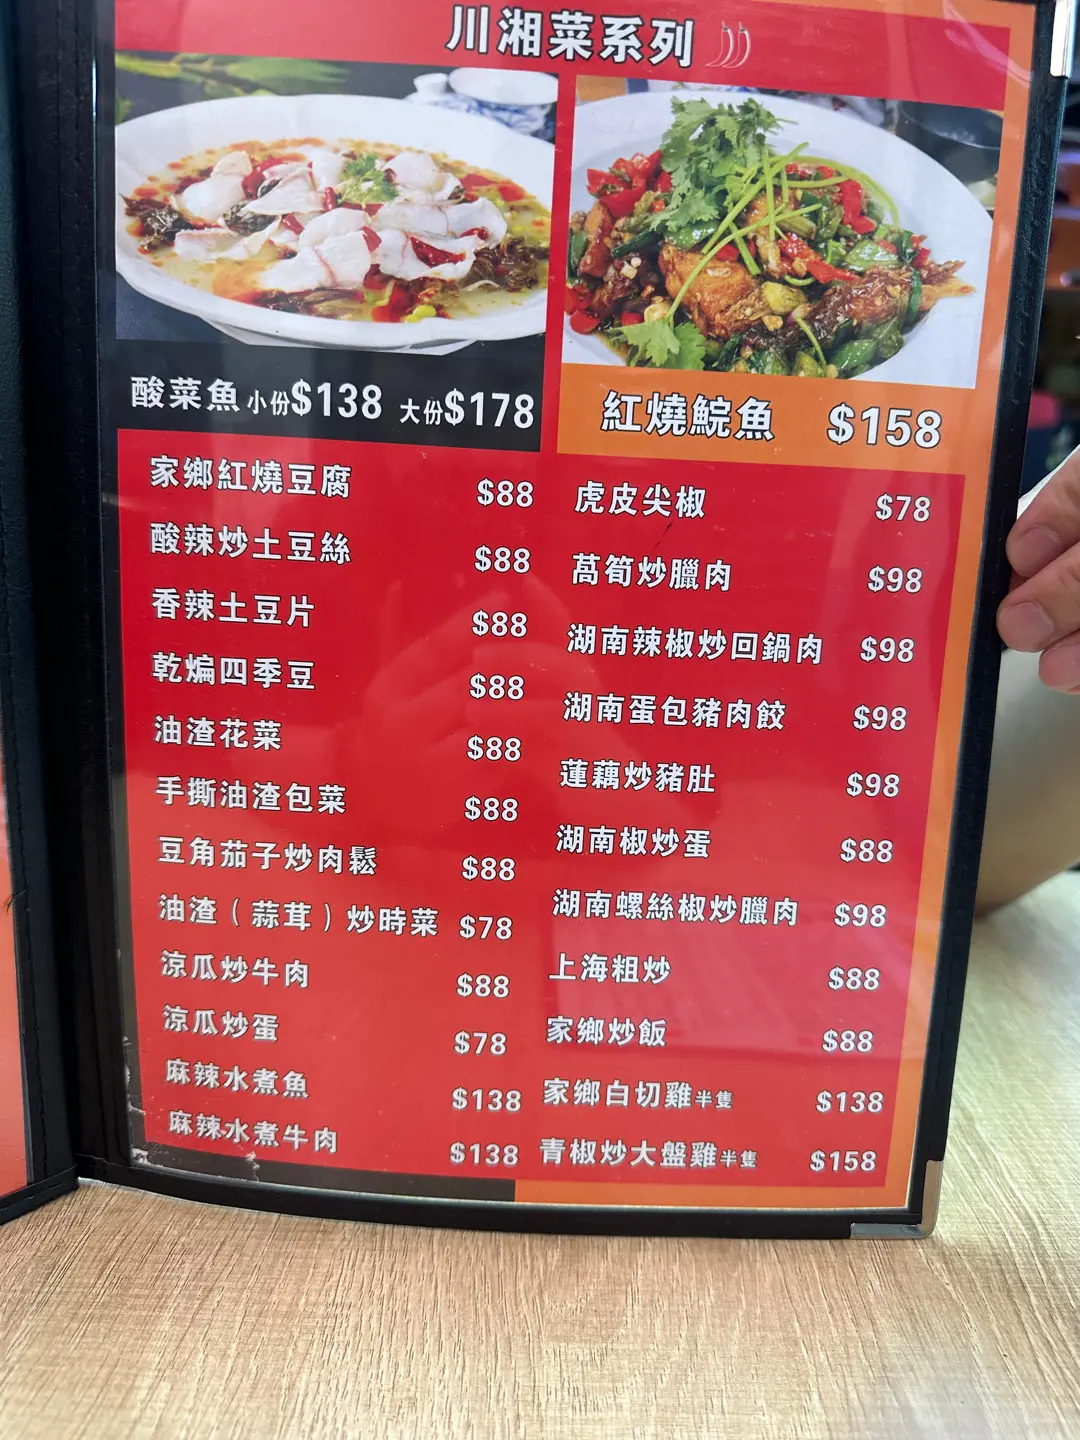 川湘菜系列
酸菜魚 小份$138 大份$178
紅燒鯇魚 $158
家鄉紅燒豆腐 $88
酸辣炒土豆絲 $88
香辣土豆片 $88
乾煸四季豆 $88
油渣花菜 $88
手撕油渣包菜 $88
豆角茄子炒肉鬆 $88
油渣（蒜茸）炒時菜 $78
涼瓜炒牛肉 $88
涼瓜炒蛋 $78
麻辣水煮魚 $138
麻辣水煮牛肉 $138
虎皮尖椒 $78
萵筍炒臘肉 $98
湖南辣椒炒回鍋肉 $98
湖南蛋包豬肉餃 $98
蓮藕炒豬肚 $98
湖南椒炒蛋 $88
湖南螺絲椒炒臘肉 $98
上海粗炒 $88
家鄉炒飯 $88
家鄉白切雞半隻 $138
青椒炒大盤雞半隻 $158